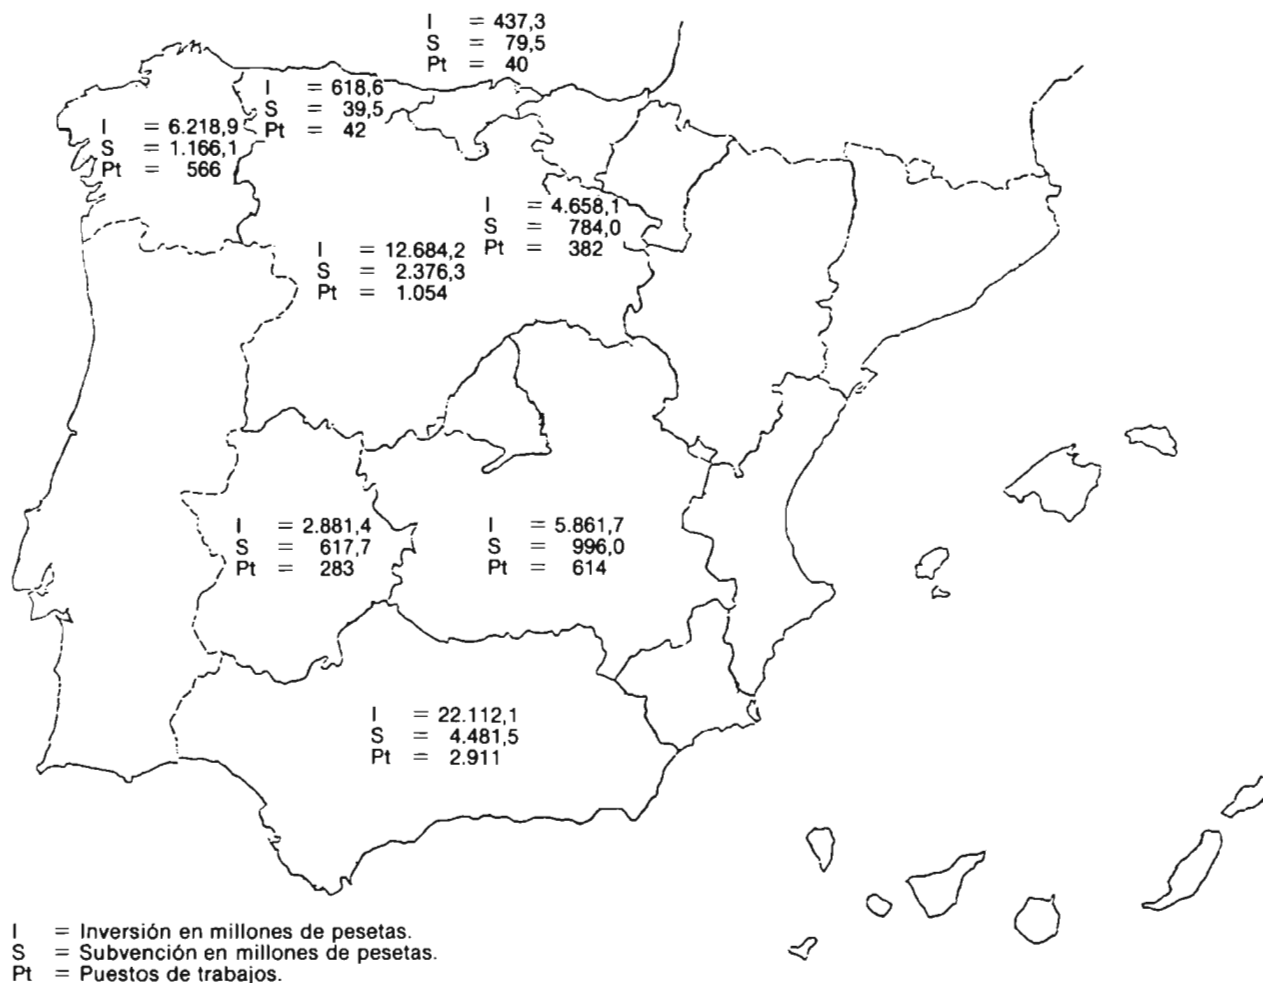 I = 437,3
S = 79,5
Pt = 40
I = 618,6
S = 39,5
Pt = 42
I = 6.218,9
S = 1.166,1
Pt = 566
I = 4.658,1
S = 784,0
Pt = 382
I = 12.684,2
S = 2.376,3
Pt = 1.054
I = 2.881,4
S = 617,7
Pt = 283
I = 5.861,7
S = 996,0
Pt = 614
I = 22.112,1
S = 4.481,5
Pt = 2.911
I = Inversión en millones de pesetas.
S = Subvención en millones de pesetas.
Pt = Puestos de trabajos.